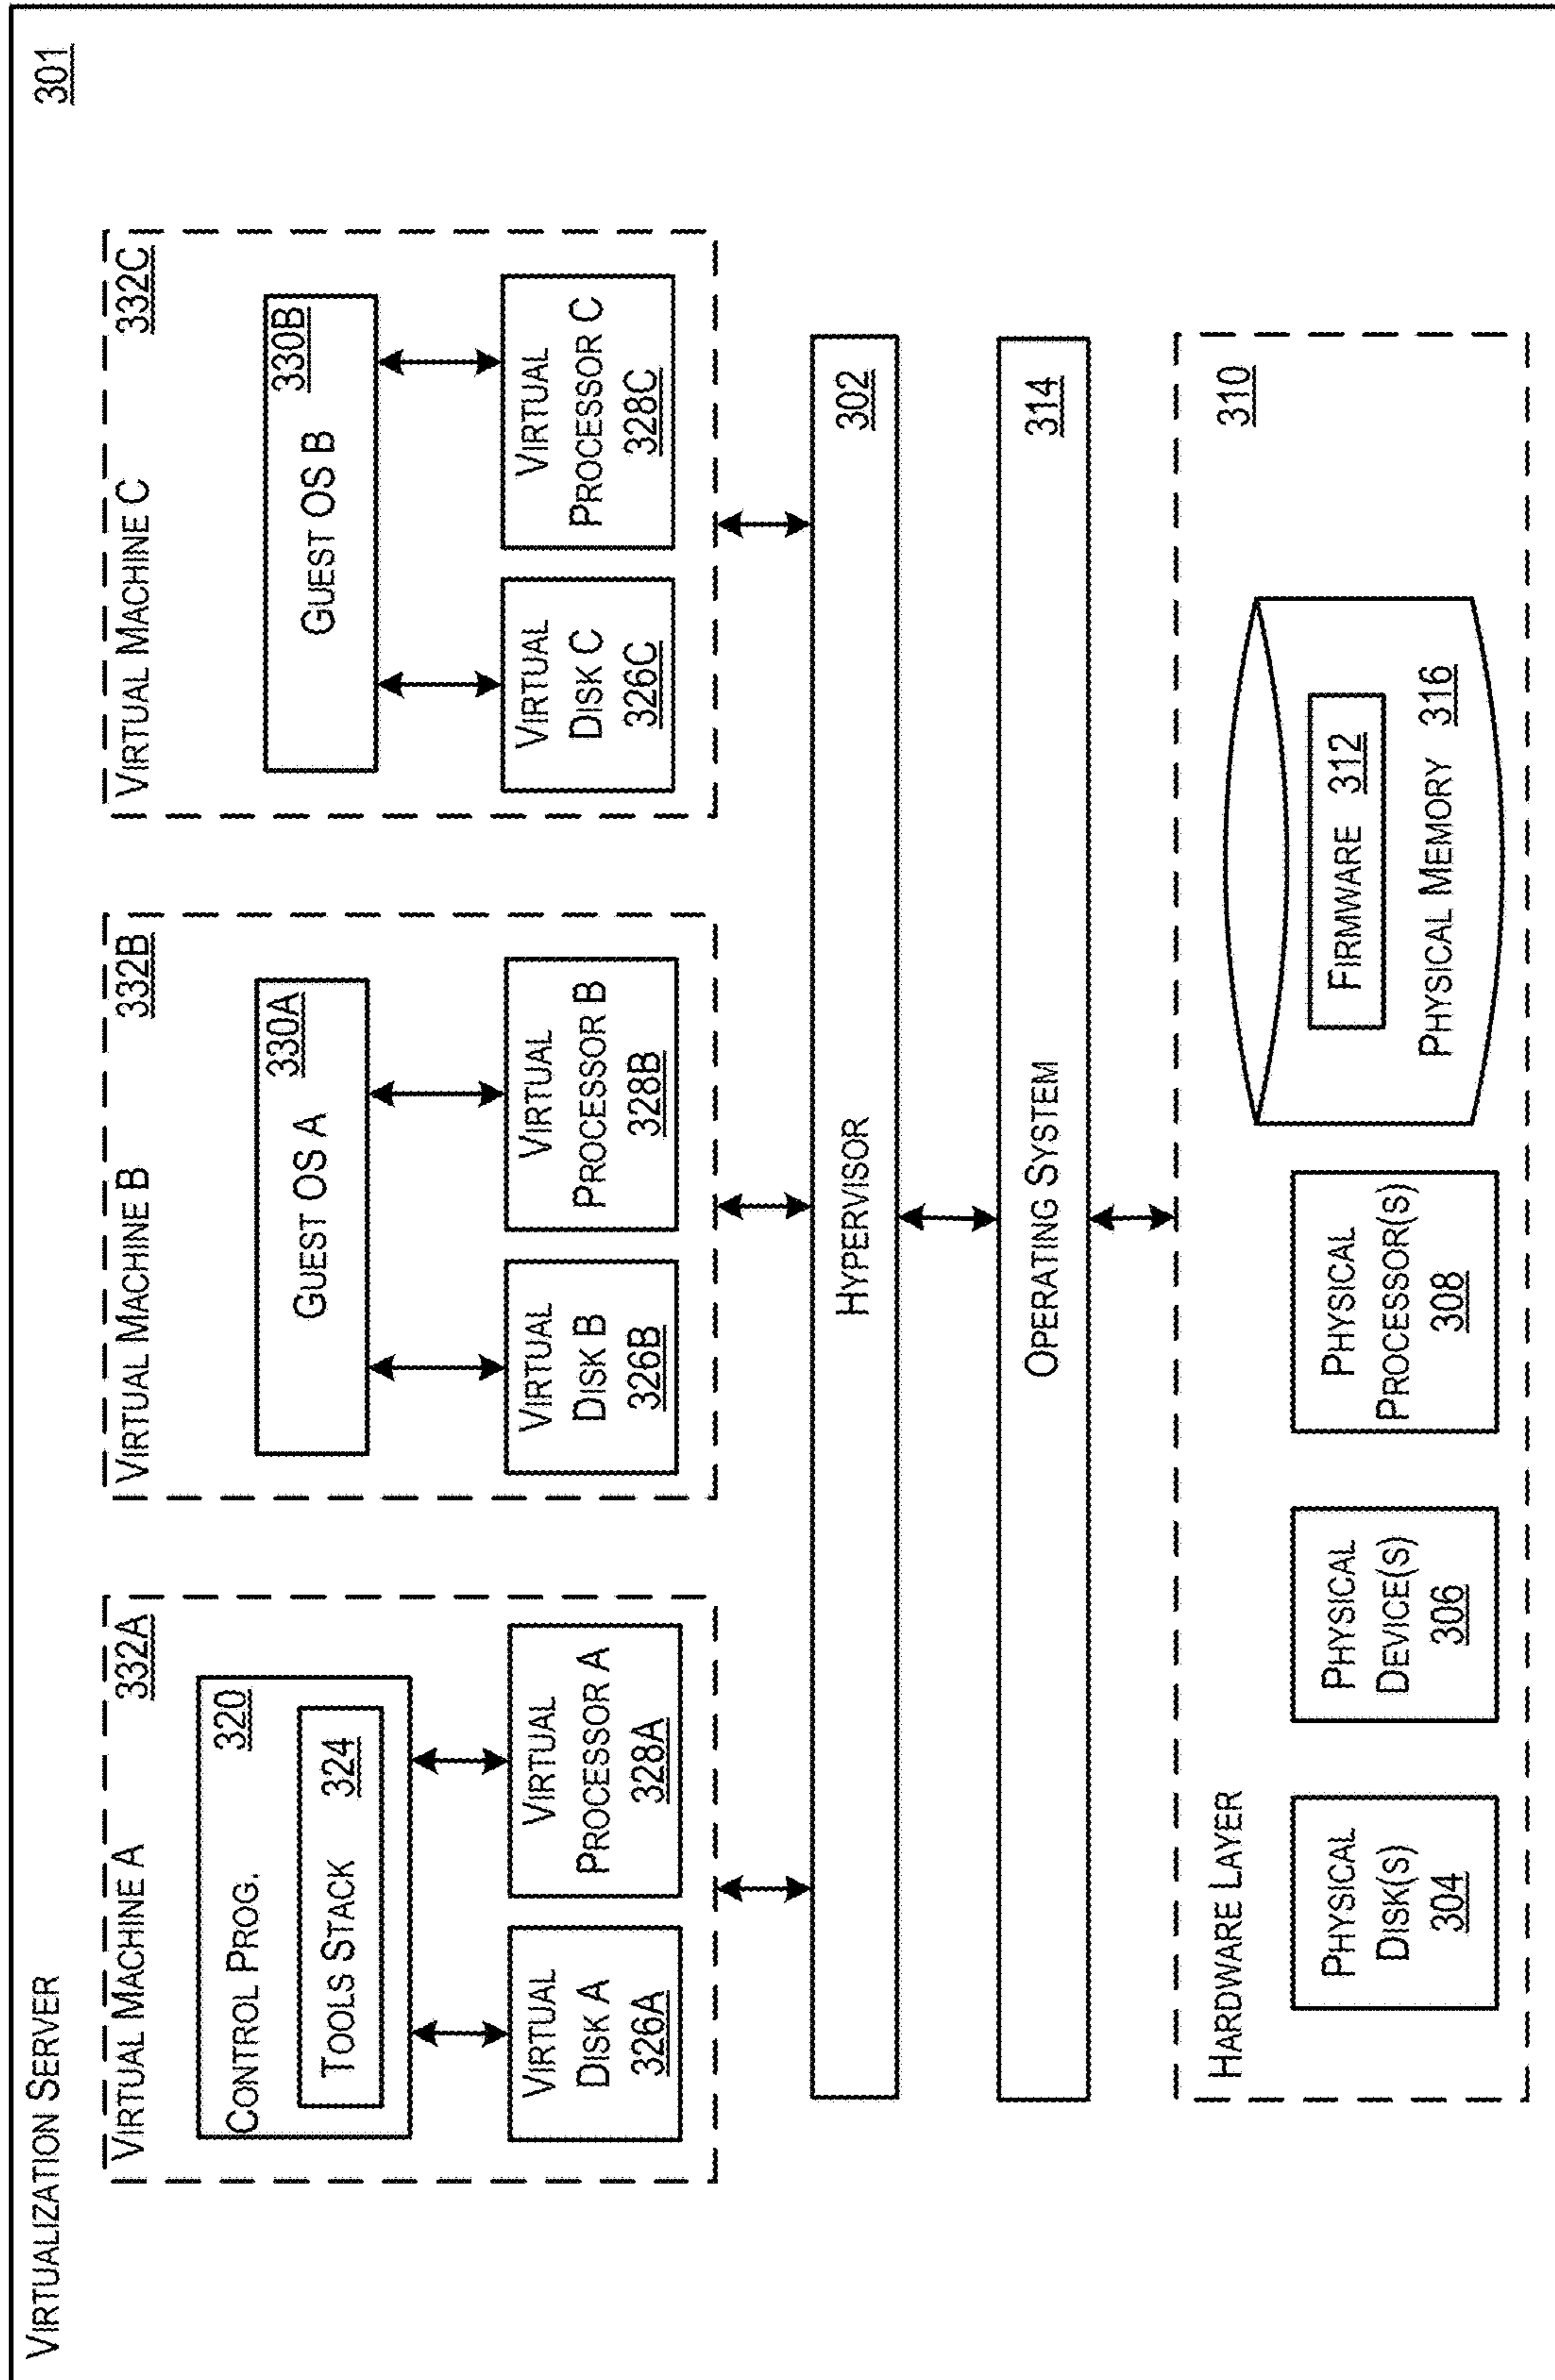 VIRTUALIZATION SERVER
301
VIRTUAL MACHINE A
332A
CONTROL PROG.
320
TOOLS STACK
324
VIRTUAL
DISK A
326A
VIRTUAL
PROCESSOR A
328A
VIRTUAL MACHINE B
332B
GUEST OS A
330A
VIRTUAL
DISK B
326B
VIRTUAL
PROCESSOR B
328B
VIRTUAL MACHINE C
332C
GUEST OS B
330B
VIRTUAL
DISK C
326C
VIRTUAL
PROCESSOR C
328C
HYPERVISOR
302
OPERATING SYSTEM
314
HARDWARE LAYER
310
PHYSICAL
DISK(S)
304
PHYSICAL
DEVICE(S)
306
PHYSICAL
PROCESSOR(S)
308
FIRMWARE 312
PHYSICAL MEMORY 316